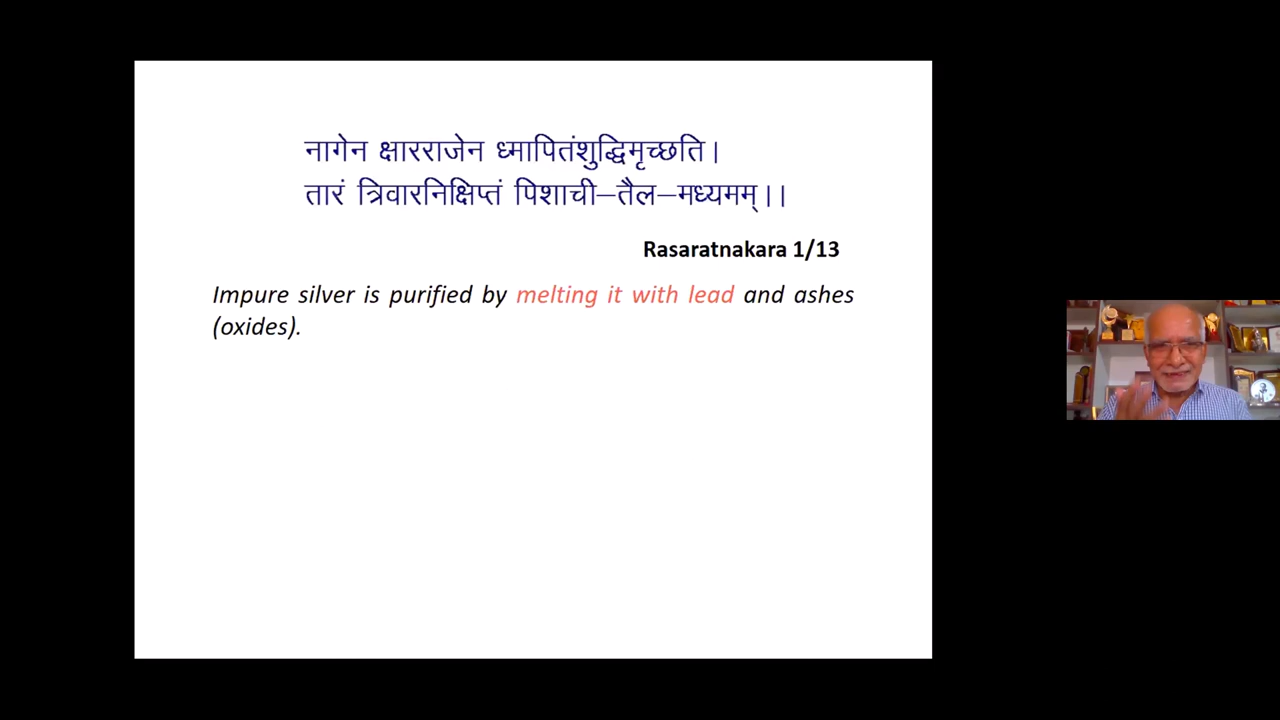 नागेन क्षारराजेन ध्मापितंशुद्धिमृच्छति।
तारं त्रिवारनिक्षिप्तं पिशाची–तैल–मध्यमम्।।
Rasaratnakara 1/13
Impure silver is purified by melting it with lead and ashes
(oxides).